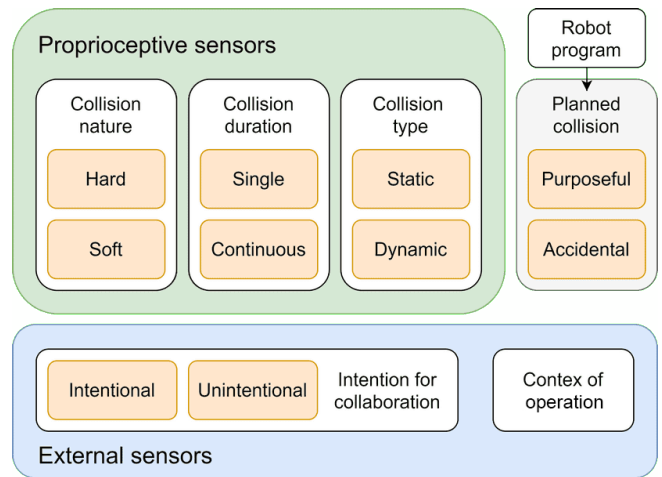 Proprioceptive sensors
Robot
program
Collision
nature
Hard
Soft
Collision
duration
Single
Continuous
Collision
type
Static
Dynamic
Planned
collision
Purposeful
Accidental
Intentional
Unintentional
Intention for
collaboration
Contex of
operation
External sensors